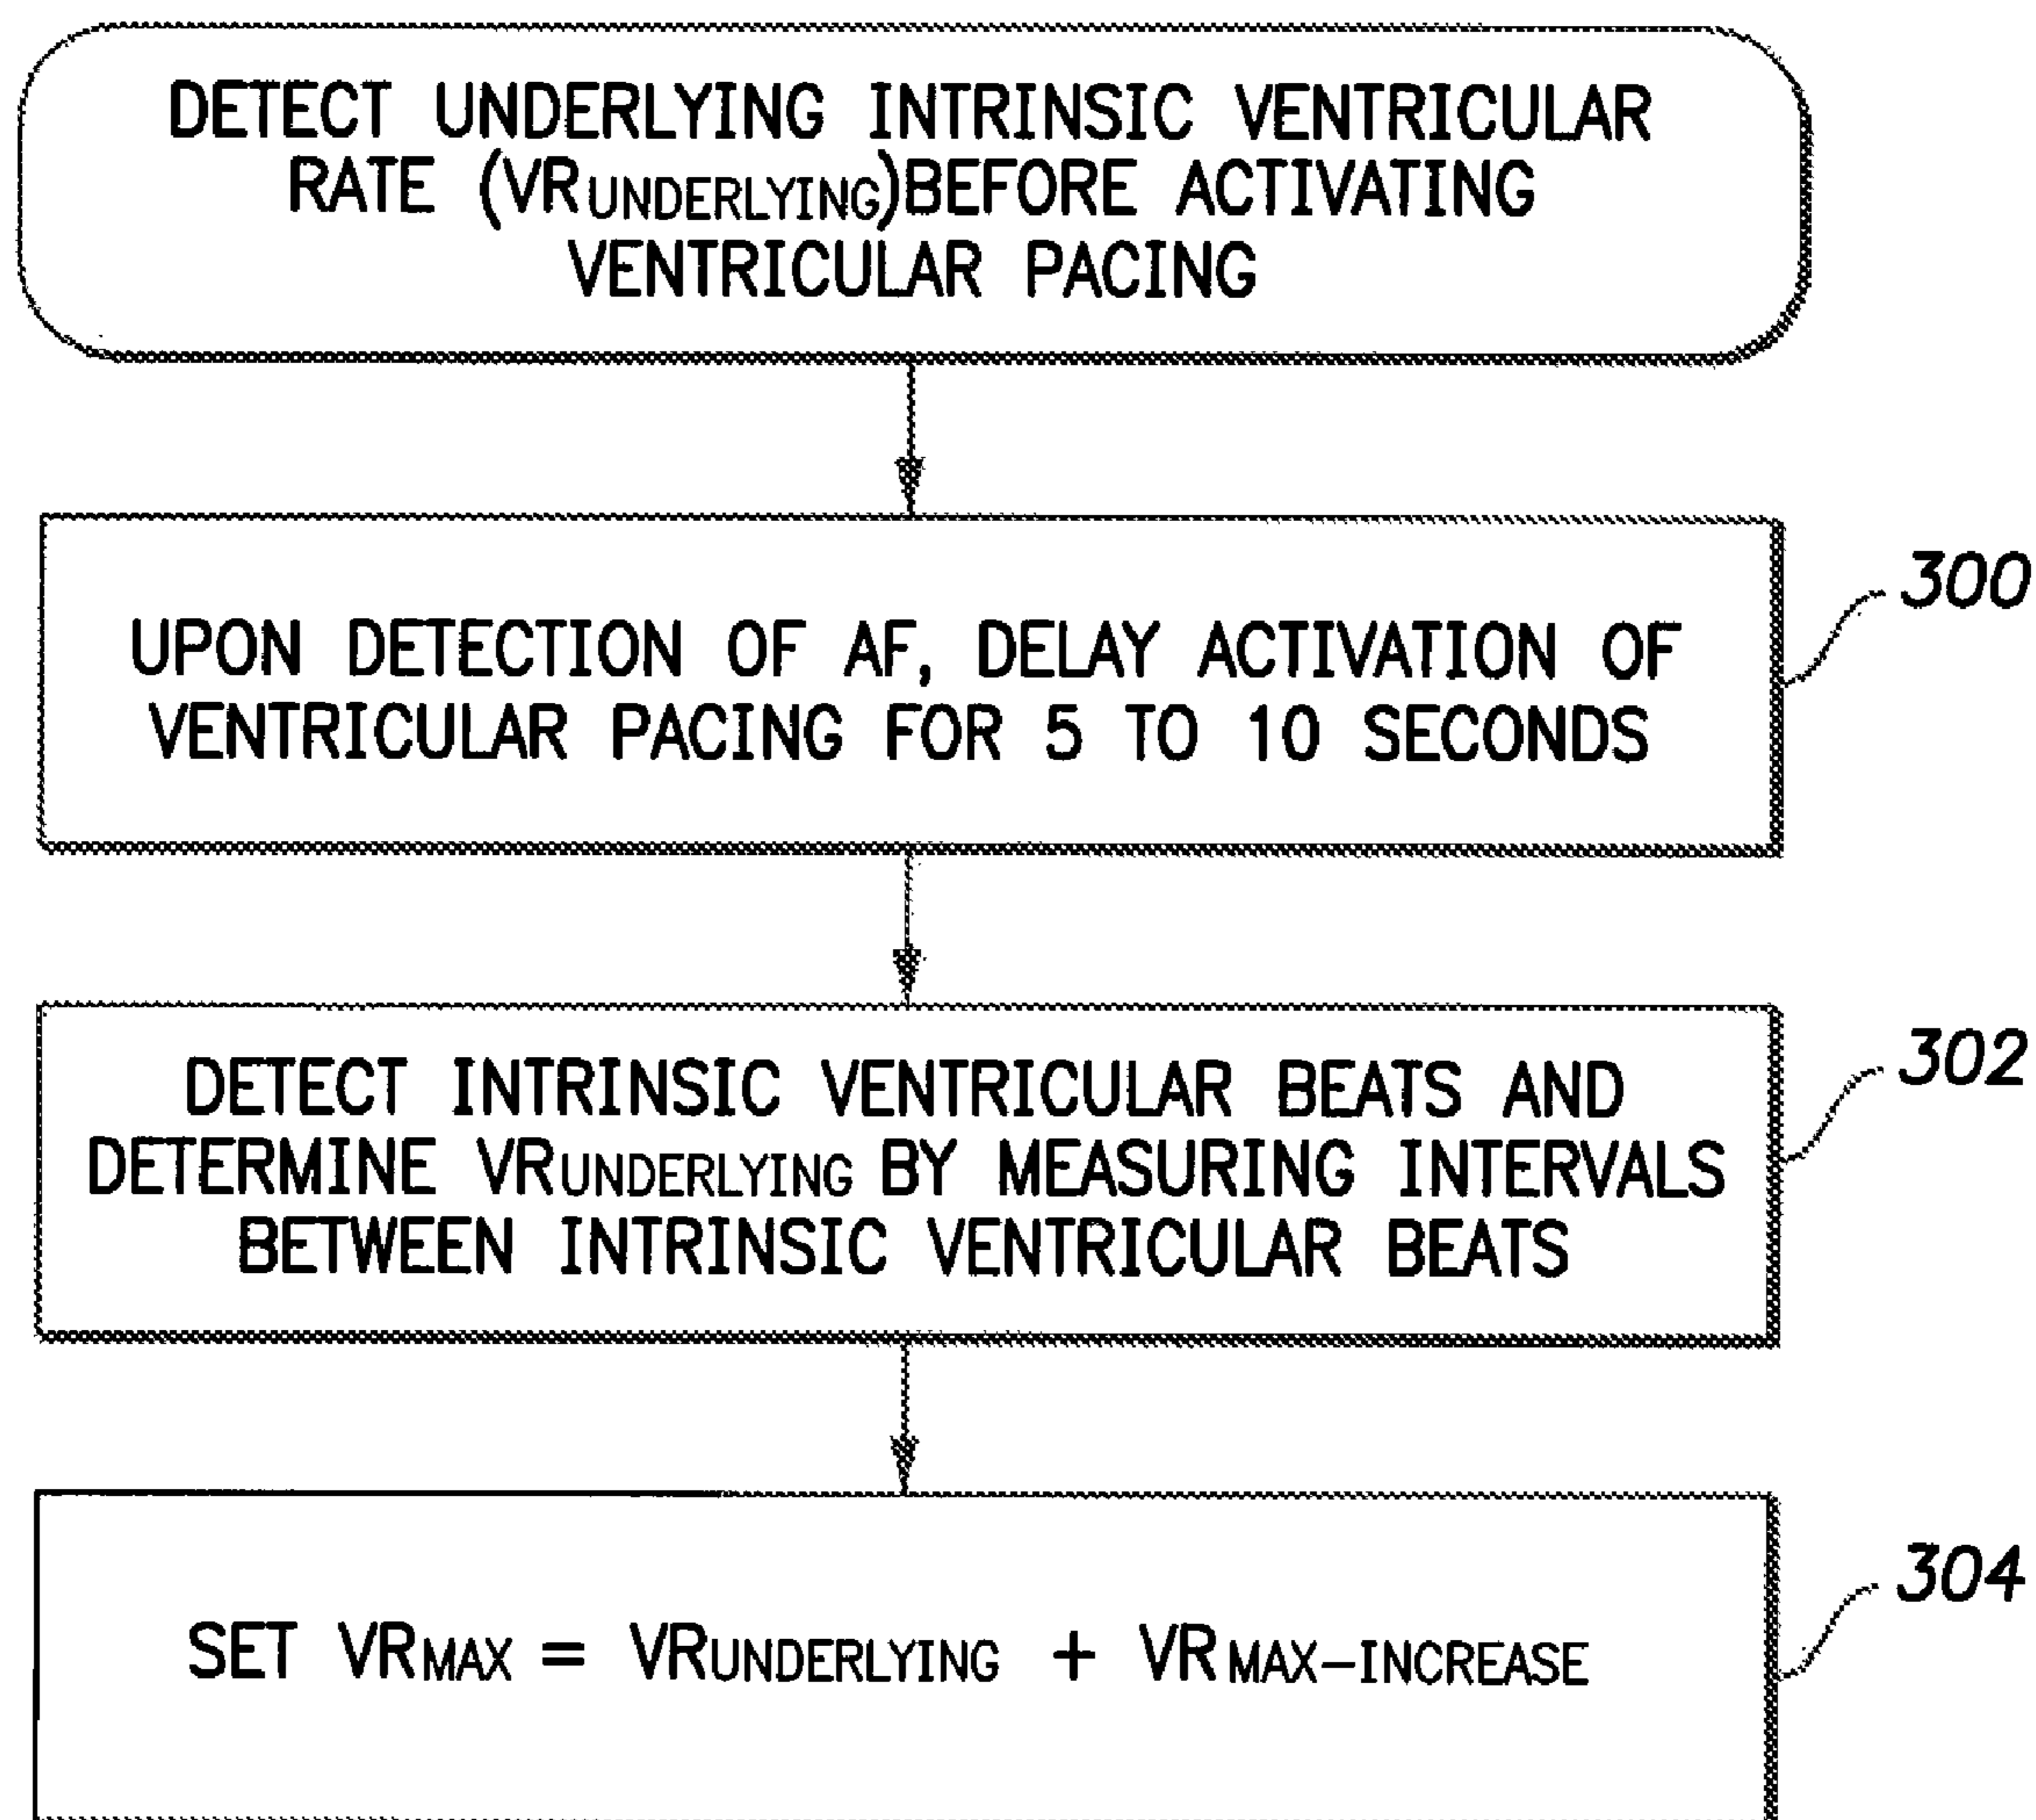 DETECT UNDERLYING INTRINSIC VENTRICULAR
RATE (VRUNDERLYING)BEFORE ACTIVATING
VENTRICULAR PACING
UPON DETECTION OF AF, DELAY ACTIVATION OF
VENTRICULAR PACING FOR 5 TO 10 SECONDS
300
DETECT INTRINSIC VENTRICULAR BEATS AND
DETERMINE VRUNDERLYING BY MEASURING INTERVALS
BETWEEN INTRINSIC VENTRICULAR BEATS
302
SET VRMAX = VRUNDERLYING + VRMAX-INCREASE
304